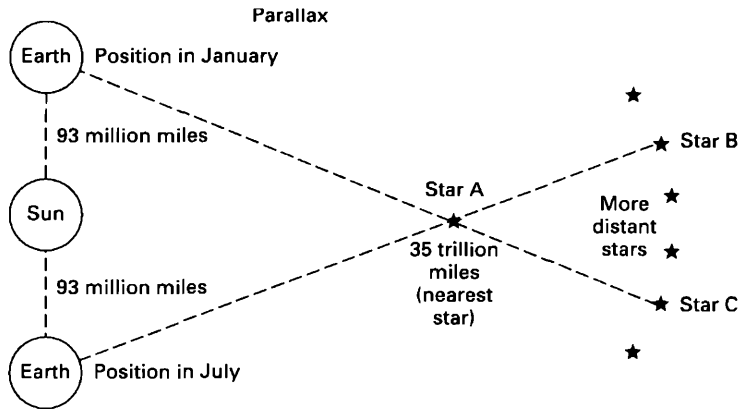 Parallax
Earth
Position in January
93 million miles
Star B
Star A
More
distant
stars
Sun
35 trillion
miles
(nearest
star)
93 million miles
Star C
Earth
Position in July